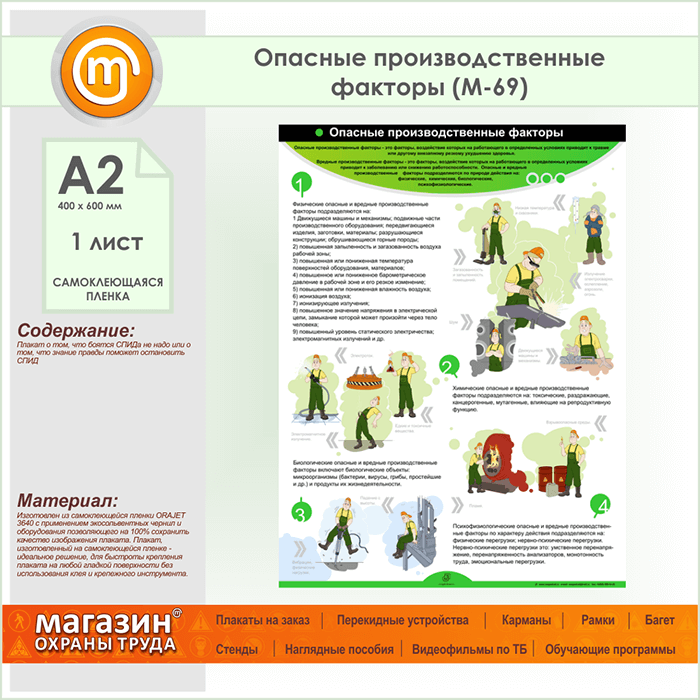 m
Опасные производственные
факторы (М-69)
А2
400 х 600 мм
1 лист
САМОКЛЕЮЩАЯСЯ
ПЛЕНКА
Содержание:
Плакат о том, что боятся СПИДа не надо или о
том, что знание правды поможет остановить
СПИД
Материал:
Изготовлен из самоклеющейся пленки ORAJET
3640 с применением экосольвентных чернил и
оборудования позволяющего на 100% сохранить
качество изображения плаката. Плакат,
изготовленный на самоклеющейся пленке -
идеальное решение, для быстроты крепления
плаката на любой гладкой поверхности без
использования клея и крепежного инструмента.
Опасные производственные факторы
Опасные производственные факторы - это факторы, воздействие которых на работающего в определенных условиях приводит к травме
или другому внезапному резкому ухудшению здоровья.
Вредные производственные факторы - это факторы, воздействие которых на работающего в определенных условиях
приводит к заболеванию или снижению работоспособности. Опасные и вредные
производственные факторы подразделяются по природе действия на:
физические, химические, биологические,
психофизиологические.
1
Физические опасные и вредные производственные
факторы подразделяются на:
1 Движущиеся машины и механизмы; подвижные части
производственного оборудования; передвигающиеся
изделия, заготовки, материалы; разрушающиеся
конструкции; обрушивающиеся горные породы;
2) повышенная запыленность и загазованность воздуха
рабочей зоны;
3) повышенная или пониженная температура
поверхностей оборудования, материалов;
4) повышенное или пониженное барометрическое
давление в рабочей зоне и его резкое изменение;
5) повышенная или пониженная влажность воздуха;
6) ионизация воздуха;
7) ионизирующее излучения;
8) повышенное значение напряжения в электрической
цепи, замыкание которой может произойти через тело
человека;
9) повышенный уровень статического электричества;
электромагнитных излучений и др.
Движущиеся
машины и
механизмы
2
Химические опасные и вредные производственные
факторы подразделяются на: токсические, раздражающие,
канцерогенные, мутагенные, влияющие на репродуктивную
функцию.
Биологические опасные и вредные производственные
факторы включают биологические объекты:
микроорганизмы (бактерии, вирусы, грибы, простейшие
и др.) и продукты их жизнедеятельности.
3
4
Психофизиологические опасные и вредные производствен-
ные факторы по характеру действия подразделяются на:
физические перегрузки; нервно-психические перегрузки.
Нервно-психические перегрузки это: умственное перенапря-
жение, перенапряженность анализаторов, монотонность
труда, эмоциональные перегрузки.
магазин m
ОХРАНЫ ТРУДА
Плакаты на заказ | Перекидные устройства | Карманы | Рамки | Багет
Стенды | Наглядные пособия | Видеофильмы по ТБ | Обучающие программы